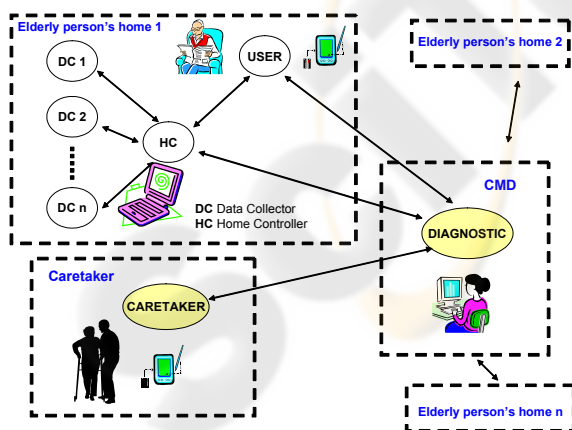 Elderly person's home 1
DC 1
USER
Elderly person's home 2
DC 2
HC
DC n
DC Data Collector
HC Home Controller
CMD
DIAGNOSTIC
Caretaker
CARETAKER
Elderly person's home n